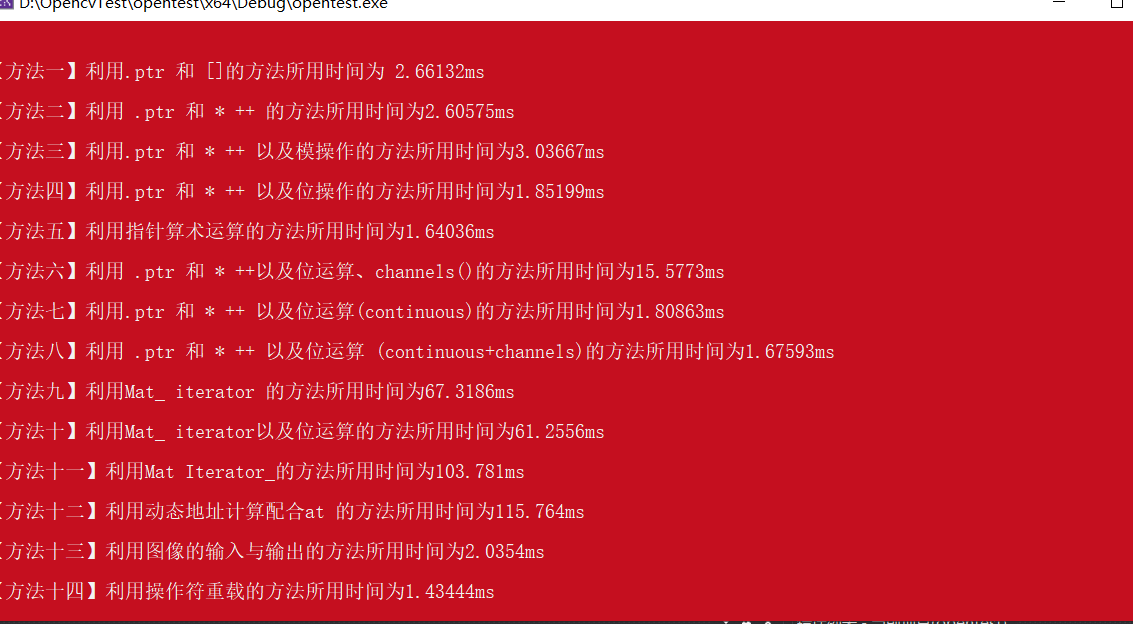 D:\OpencvTest\opentest\x64\Debug\opentest.exe
【方法一】利用.ptr 和 []的方法所用时间为 2.66132ms
【方法二】利用 .ptr 和 * ++ 的方法所用时间为2.60575ms
【方法三】利用.ptr 和 * ++ 以及模操作的方法所用时间为3.03667ms
【方法四】利用.ptr 和 * ++ 以及位操作的方法所用时间为1.85199ms
【方法五】利用指针算术运算的方法所用时间为1.64036ms
【方法六】利用 .ptr 和 * ++以及位运算、channels()的方法所用时间为15.5773ms
【方法七】利用.ptr 和 * ++ 以及位运算(continuous)的方法所用时间为1.80863ms
【方法八】利用 .ptr 和 * ++ 以及位运算 (continuous+channels)的方法所用时间为1.67593ms
【方法九】利用Mat_ iterator 的方法所用时间为67.3186ms
【方法十】利用Mat_ iterator以及位运算的方法所用时间为61.2556ms
【方法十一】利用Mat Iterator_的方法所用时间为103.781ms
【方法十二】利用动态地址计算配合at 的方法所用时间为115.764ms
【方法十三】利用图像的输入与输出的方法所用时间为2.0354ms
【方法十四】利用操作符重载的方法所用时间为1.43444ms